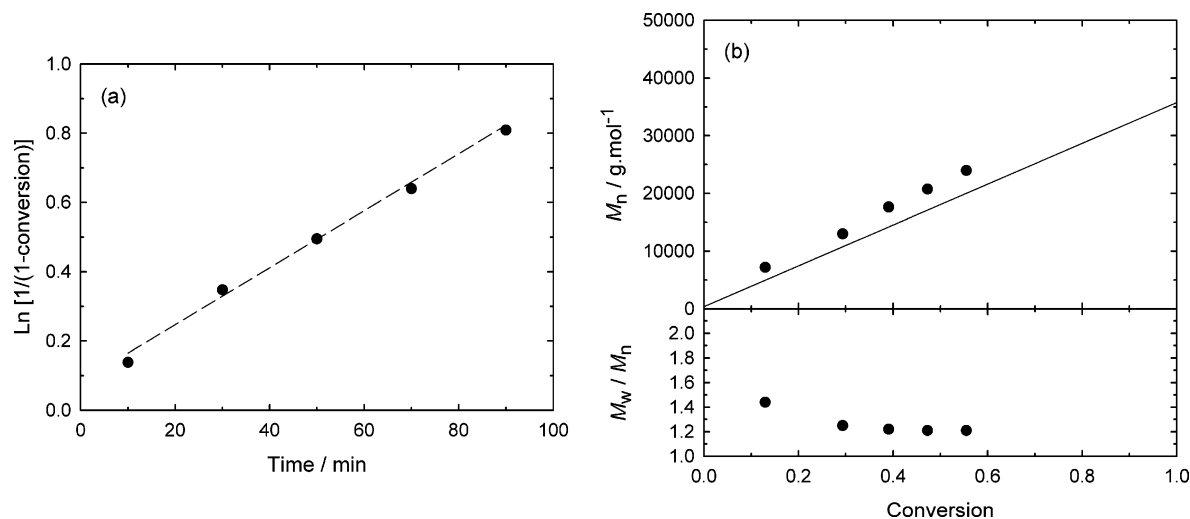 (a)
Ln [1/(1-conversion)]
1.0
0.8
0.6
0.4
0.2
0.0
0 20 40 60 80 100
Time / min
(b)
Mn / g.mol-1
50000
40000
30000
20000
10000
0
Mw / Mn
2.0
1.8
1.6
1.4
1.2
1.0
0.0 0.2 0.4 0.6 0.8 1.0
Conversion